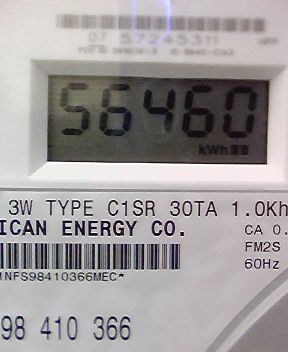 07 57245311
56460
kWh
3W TYPE C1SR 30TA 1.0Kh
ICAN ENERGY CO.
CA 0.
FM2S
60Hz
NFS98410366MEC*
98 410 366